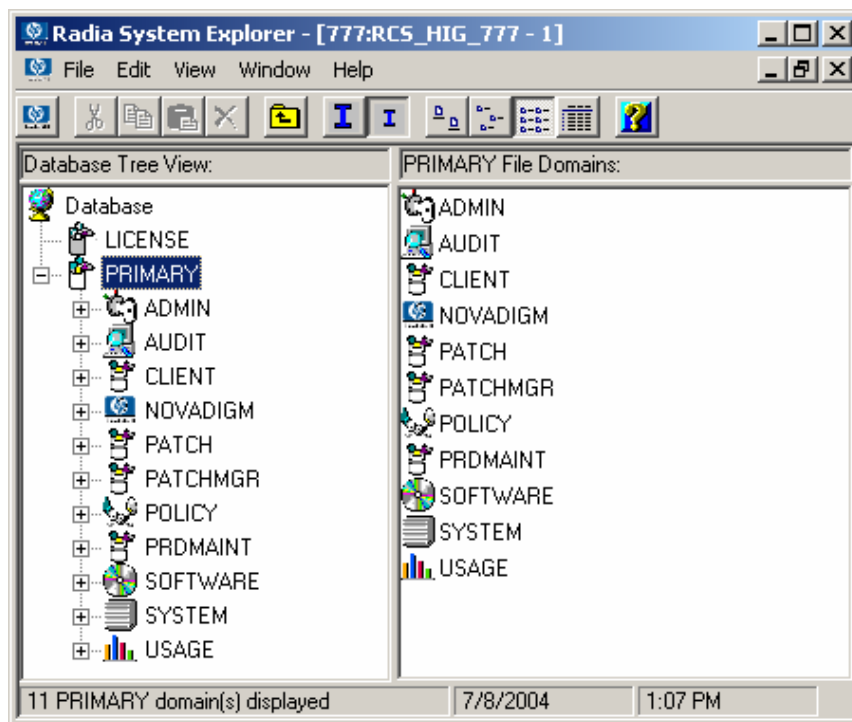 Radia System Explorer - [777:RCS_HIG_777 - 1]
File Edit View Window Help
Database Tree View:
Database
LICENSE
PRIMARY
ADMIN
AUDIT
CLIENT
NOVADIGM
PATCH
PATCHMGR
POLICY
PRDMAINT
SOFTWARE
SYSTEM
USAGE
PRIMARY File Domains:
ADMIN
AUDIT
CLIENT
NOVADIGM
PATCH
PATCHMGR
POLICY
PRDMAINT
SOFTWARE
SYSTEM
USAGE
11 PRIMARY domain(s) displayed 7/8/2004 1:07 PM